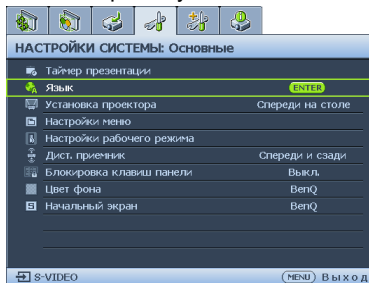 НАСТРОЙКИ СИСТЕМЫ: Основные
Таймер презентации
Язык ENTER
Установка проектора Спереди на столе
Настройки меню
Настройки рабочего режима
Дист. приемник Спереди и сзади
Блокировка клавиш панели Выкл.
Цвет фона BenQ
Начальный экран BenQ
S-VIDEO MENU Выход